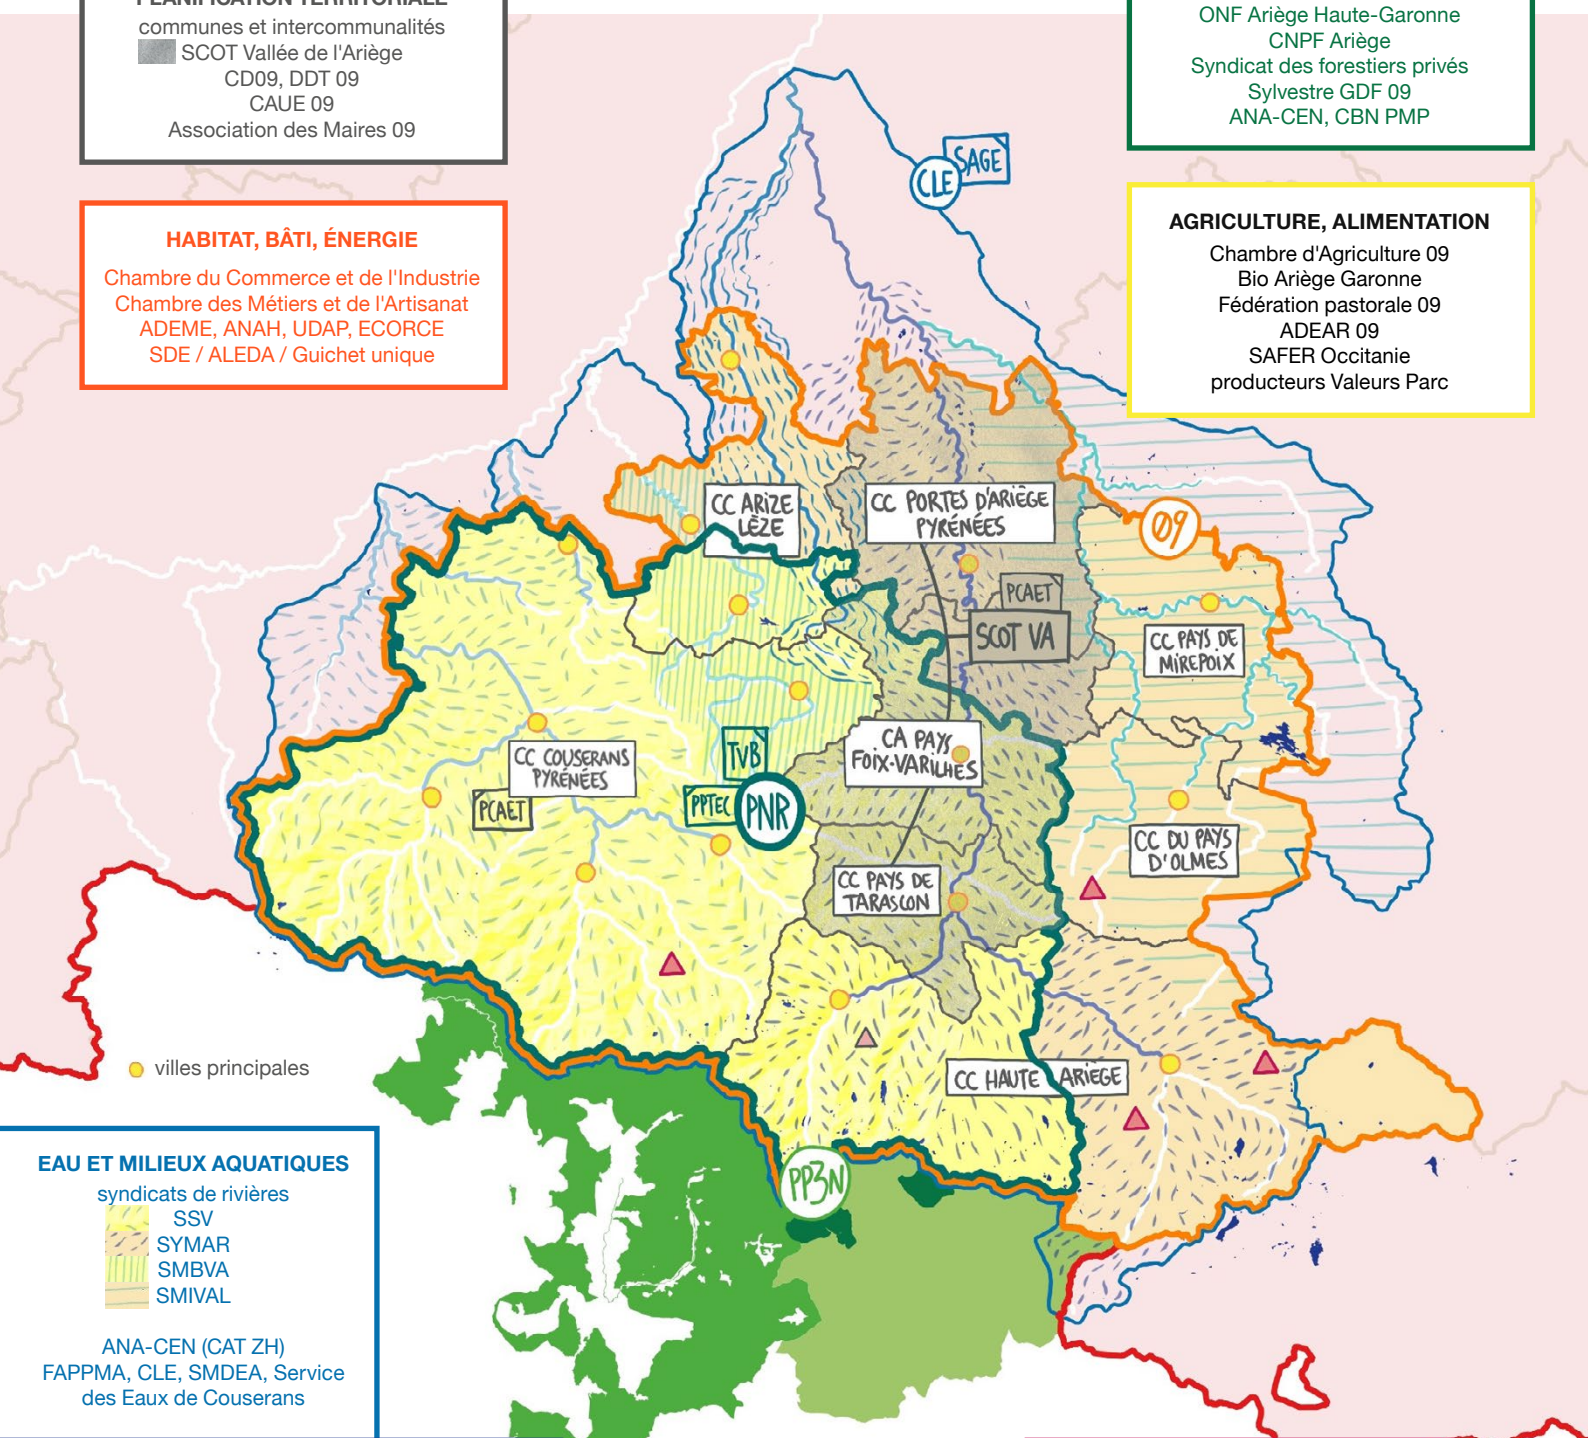 PLANIFICATION TERRITORIALE
communes et intercommunalités
SCOT Vallée de l'Ariège
CD09, DDT 09
CAUE 09
Association des Maires 09
ONF Ariège Haute-Garonne
CNPF Ariège
Syndicat des forestiers privés
Sylvestre GDF 09
ANA-CEN, CBN PMP
HABITAT, BÂTI, ÉNERGIE
Chambre du Commerce et de l'Industrie
Chambre des Métiers et de l'Artisanat
ADEME, ANAH, UDAP, ECORCE
SDE / ALEDA / Guichet unique
AGRICULTURE, ALIMENTATION
Chambre d'Agriculture 09
Bio Ariège Garonne
Fédération pastorale 09
ADEAR 09
SAFER Occitanie
producteurs Valeurs Parc
SAGE
CLE
CC ARIZE
LÈZE
CC PORTES D'ARIÈGE
PYRÉNÉES
09
PCAET
SCOT VA
CC PAYS DE
MIREPOIX
CC COUSERANS
PYRÉNÉES
PCAET
TVB
PPTEC
PNR
CA PAYS
FOIX-VARILHES
CC DU PAYS
D'OLMES
CC PAYS DE
TARASCON
CC HAUTE ARIEGE
PP3N
villes principales
EAU ET MILIEUX AQUATIQUES
syndicats de rivières
SSV
SYMAR
SMBVA
SMIVAL
ANA-CEN (CAT ZH)
FAPPMA, CLE, SMDEA, Service
des Eaux de Couserans